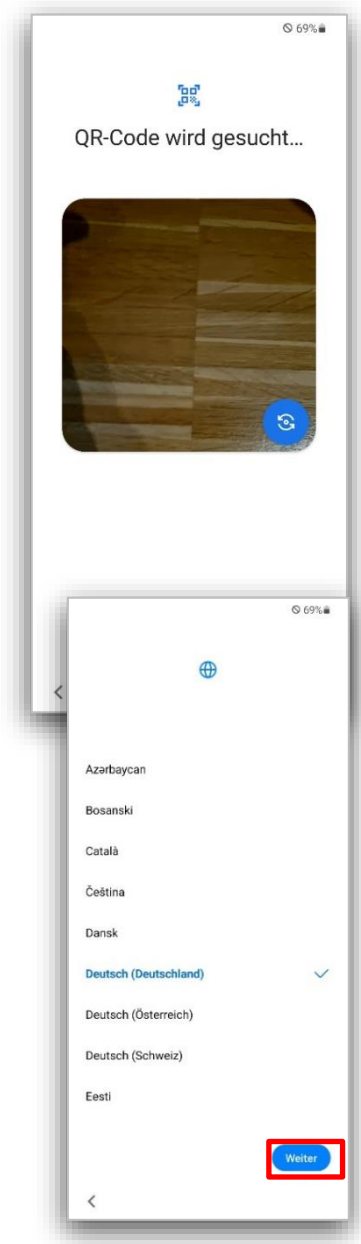 69%
QR-Code wird gesucht...
69%
Azərbaycan
Bosanski
Català
Čeština
Dansk
Deutsch (Deutschland)
Deutsch (Österreich)
Deutsch (Schweiz)
Eesti
Weiter